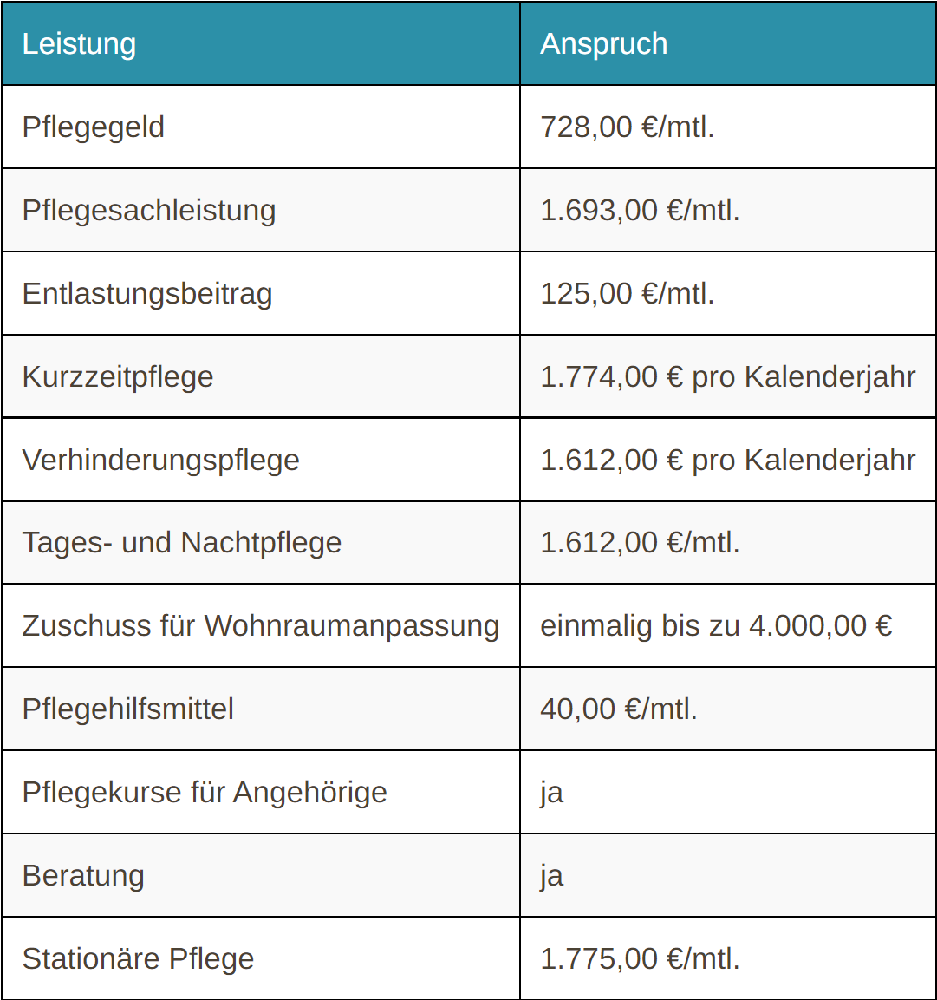 Leistung Anspruch
Pflegegeld 728,00 €/mtl.
Pflegesachleistung 1.693,00 €/mtl.
Entlastungsbeitrag 125,00 €/mtl.
Kurzzeitpflege 1.774,00 € pro Kalenderjahr
Verhinderungspflege 1.612,00 € pro Kalenderjahr
Tages- und Nachtpflege 1.612,00 €/mtl.
Zuschuss für Wohnraumanpassung einmalig bis zu 4.000,00 €
Pflegehilfsmittel 40,00 €/mtl.
Pflegekurse für Angehörige ja
Beratung ja
Stationäre Pflege 1.775,00 €/mtl.